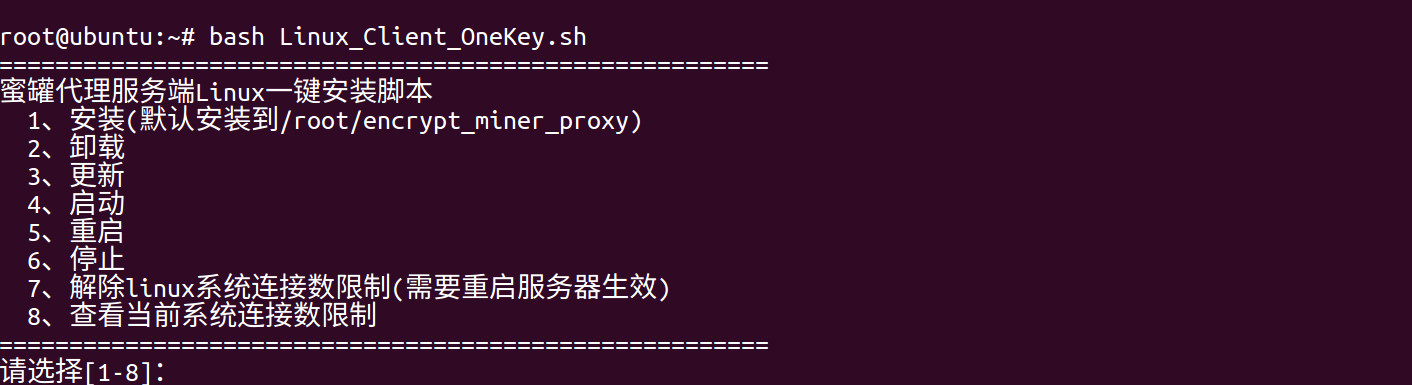 root@ubuntu:~# bash Linux_Client_OneKey.sh
=======================================================
蜜罐代理服务端Linux一键安装脚本
1、安装(默认安装到/root/encrypt_miner_proxy)
2、卸载
3、更新
4、启动
5、重启
6、停止
7、解除linux系统连接数限制(需要重启服务器生效)
8、查看当前系统连接数限制
=======================================================
请选择[1-8]：